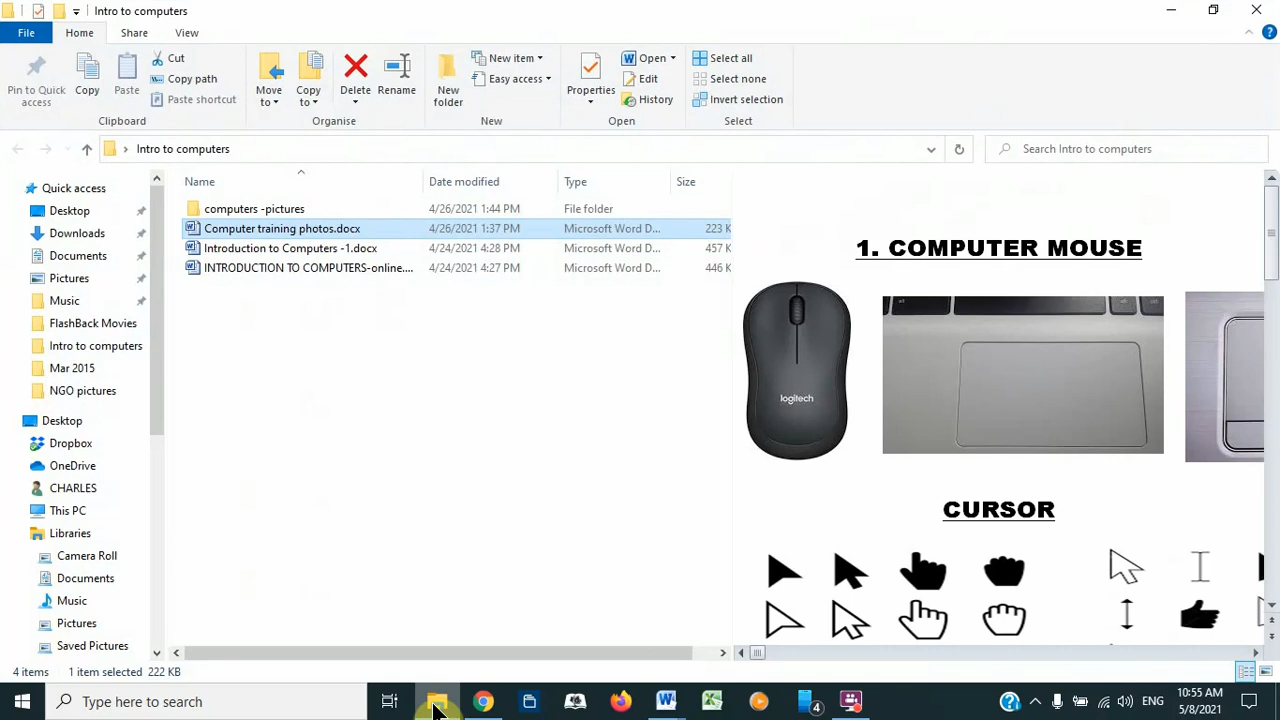 Intro to computers
File Home Share View
Pin to Quick access
Copy
Paste
Cut
Copy path
Paste shortcut
Clipboard
Move to
Copy to
Delete
Rename
Organise
New folder
New item
Easy access
New
Properties
Open
Edit
History
Open
Select all
Select none
Invert selection
Select
Intro to computers
Search Intro to computers
Quick access
Desktop
Downloads
Documents
Pictures
Music
FlashBack Movies
Intro to computers
Mar 2015
NGO pictures
Desktop
Dropbox
OneDrive
CHARLES
This PC
Libraries
Camera Roll
Documents
Music
Pictures
Saved Pictures
Name Date modified Type Size
computers -pictures 4/26/2021 1:44 PM File folder
Computer training photos.docx 4/26/2021 1:37 PM Microsoft Word D... 223 K
Introduction to Computers -1.docx 4/24/2021 4:28 PM Microsoft Word D... 457 K
INTRODUCTION TO COMPUTERS-online.... 4/24/2021 4:27 PM Microsoft Word D... 446 K
1. COMPUTER MOUSE
logitech
CURSOR
4 items 1 item selected 222 KB
Type here to search
4
ENG
10:55 AM
5/8/2021